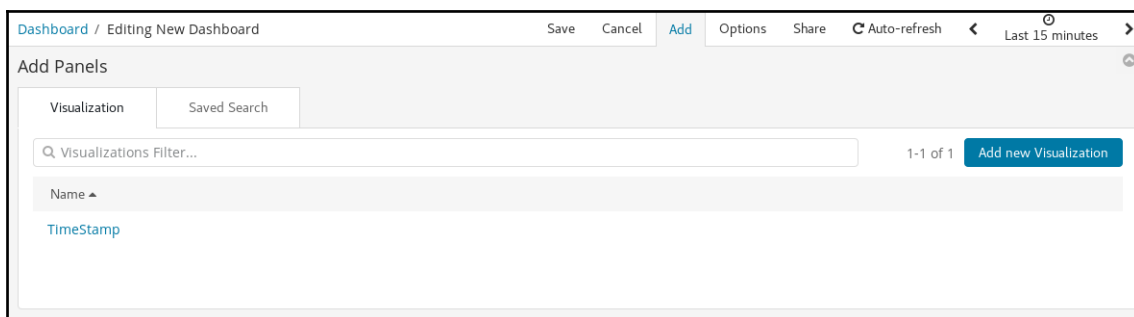 Dashboard / Editing New Dashboard Save Cancel Add Options Share Auto-refresh Last 15 minutes
Add Panels
Visualization Saved Search
Visualizations Filter... 1-1 of 1 Add new Visualization
Name
TimeStamp